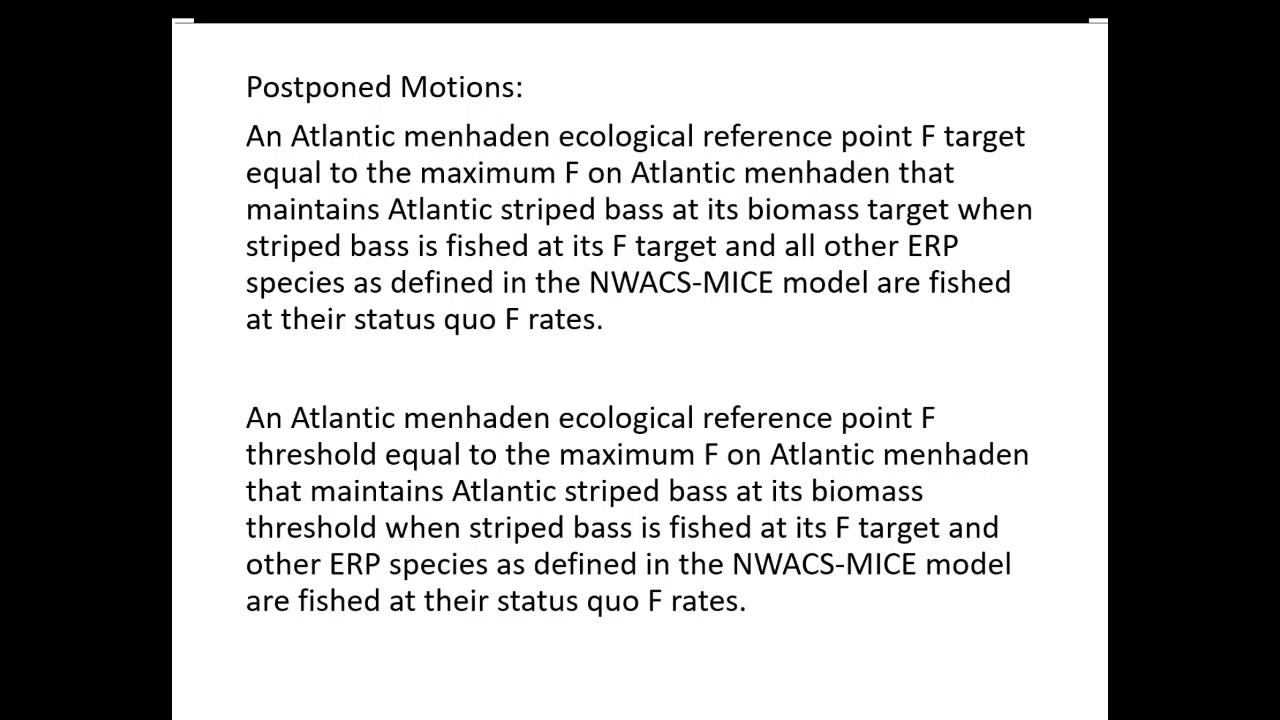 Postponed Motions:
An Atlantic menhaden ecological reference point F target
equal to the maximum F on Atlantic menhaden that
maintains Atlantic striped bass at its biomass target when
striped bass is fished at its F target and all other ERP
species as defined in the NWACS-MICE model are fished
at their status quo F rates.
An Atlantic menhaden ecological reference point F
threshold equal to the maximum F on Atlantic menhaden
that maintains Atlantic striped bass at its biomass
threshold when striped bass is fished at its F target and
other ERP species as defined in the NWACS-MICE model
are fished at their status quo F rates.